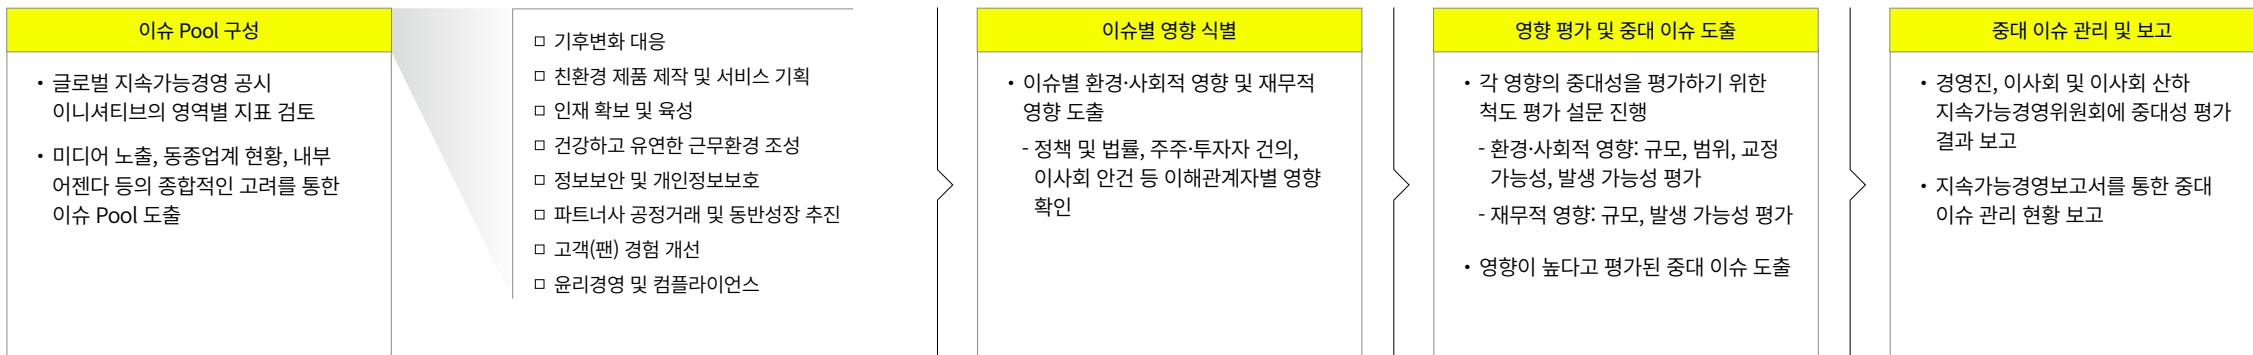 이슈 Pool 구성
• 글로벌 지속가능경영 공시
이니셔티브의 영역별 지표 검토
• 미디어 노출, 동종업계 현황, 내부
어젠다 등의 종합적인 고려를 통한
이슈 Pool 도출
□ 기후변화 대응
□ 친환경 제품 제작 및 서비스 기획
□ 인재 확보 및 육성
□ 건강하고 유연한 근무환경 조성
□ 정보보안 및 개인정보보호
□ 파트너사 공정거래 및 동반성장 추진
□ 고객(팬) 경험 개선
□ 윤리경영 및 컴플라이언스
이슈별 영향 식별
• 이슈별 환경·사회적 영향 및 재무적
영향 도출
- 정책 및 법률, 주주·투자자 건의,
이사회 안건 등 이해관계자별 영향
확인
영향 평가 및 중대 이슈 도출
• 각 영향의 중대성을 평가하기 위한
척도 평가 설문 진행
- 환경·사회적 영향: 규모, 범위, 교정
가능성, 발생 가능성 평가
- 재무적 영향: 규모, 발생 가능성 평가
• 영향이 높다고 평가된 중대 이슈 도출
중대 이슈 관리 및 보고
• 경영진, 이사회 및 이사회 산하
지속가능경영위원회에 중대성 평가
결과 보고
• 지속가능경영보고서를 통한 중대
이슈 관리 현황 보고